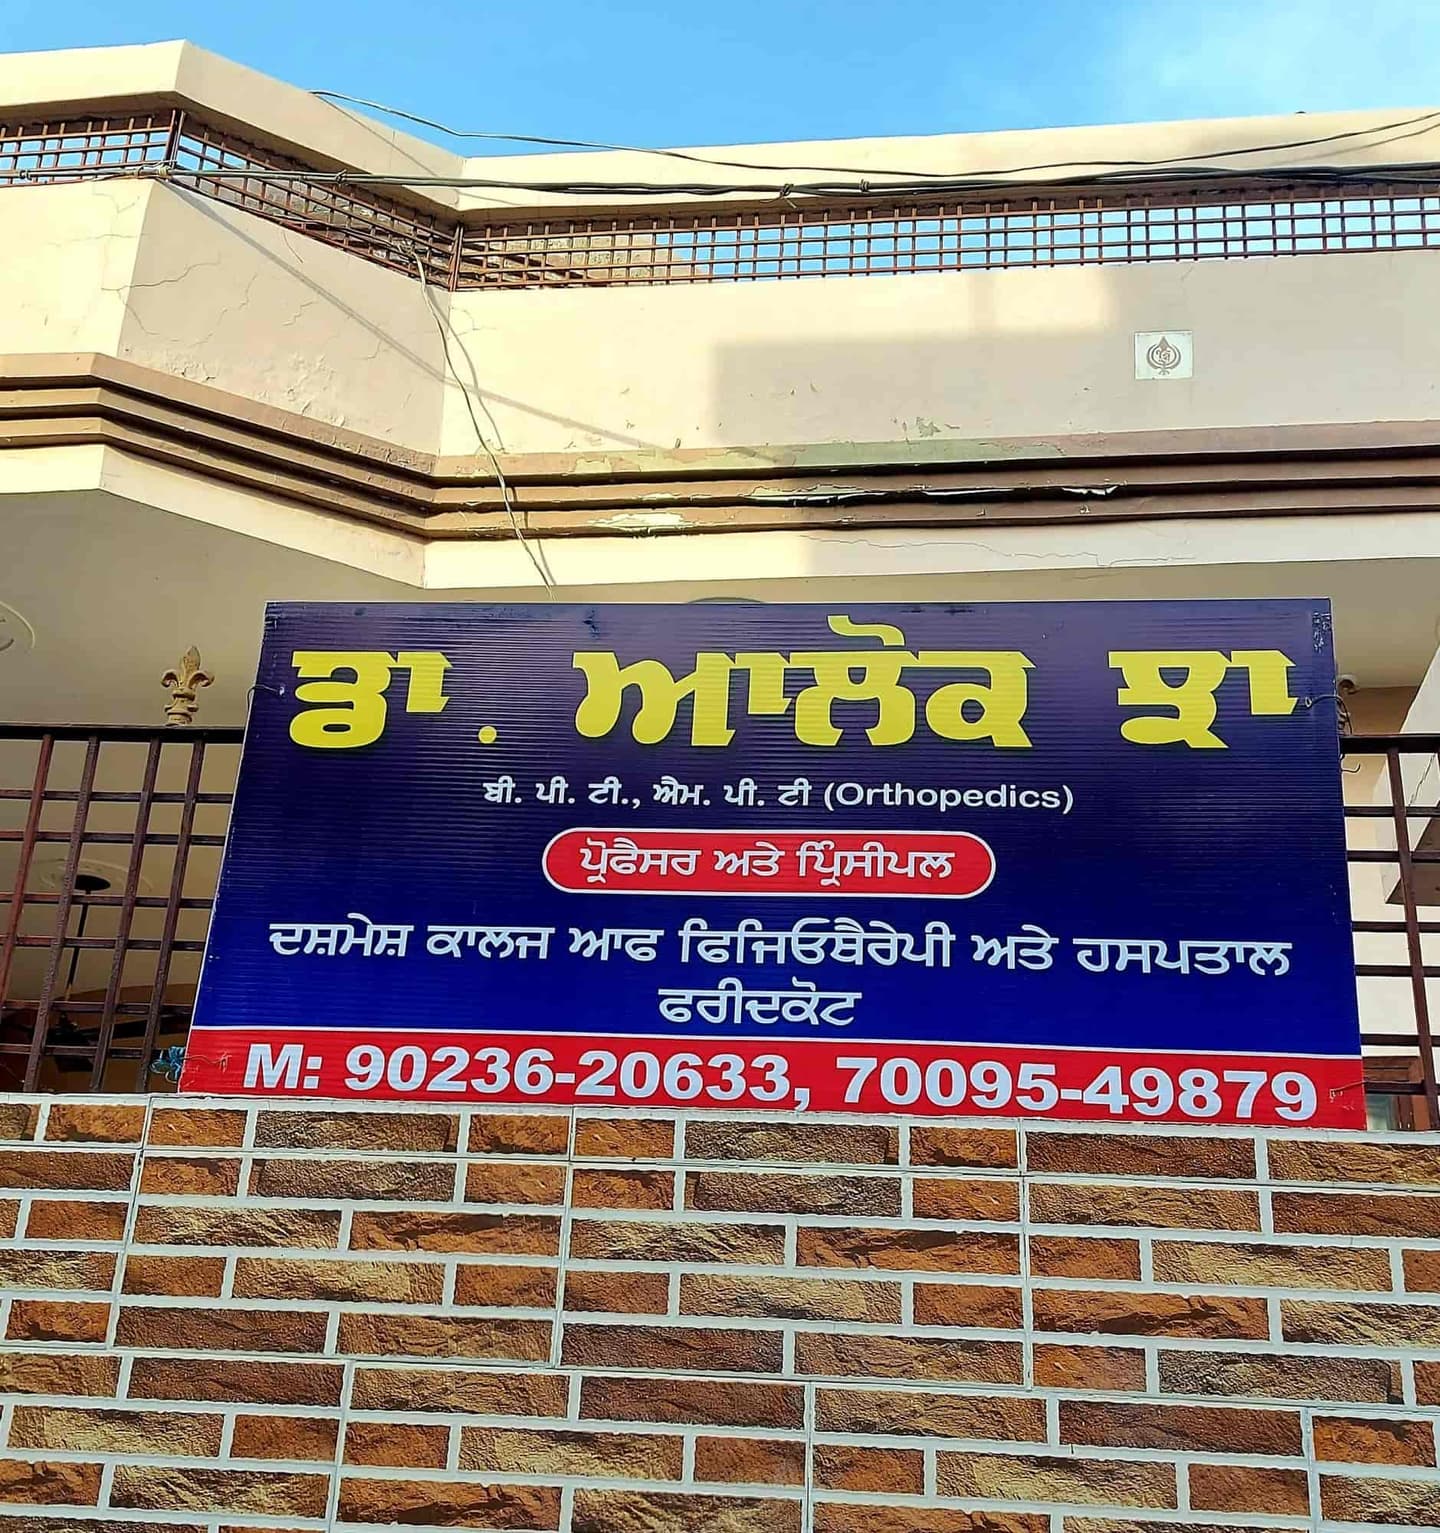 ਡਾ. ਆਲੋਕ ਝਾ
ਬੀ. ਪੀ. ਟੀ., ਐਮ. ਪੀ. ਟੀ (Orthopedics)
ਪ੍ਰੋਫੈਸਰ ਅਤੇ ਪ੍ਰਿੰਸੀਪਲ
ਦਸ਼ਮੇਸ਼ ਕਾਲਜ ਆਫ ਫਿਜਿਓਥੈਰੇਪੀ ਅਤੇ ਹਸਪਤਾਲ
ਫਰੀਦਕੋਟ
M: 90236-20633, 70095-49879